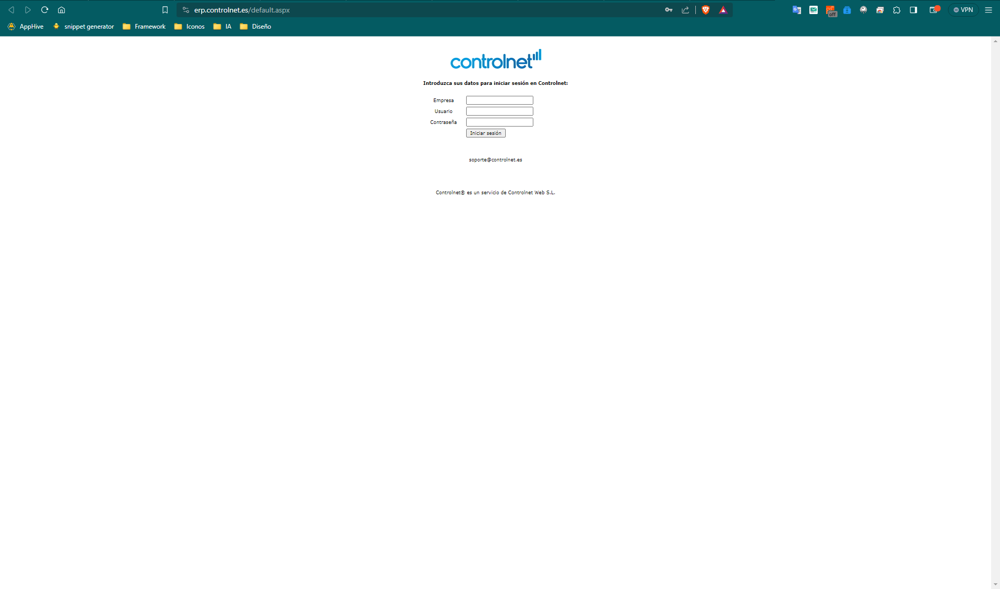 erp.controlnet.es/default.aspx
off
VPN
AppHive
snippet generator
Framework
Iconos
IA
Diseño
controlnet
Introduzca sus datos para iniciar sesión en Controlnet:
Empresa
Usuario
Contraseña
Iniciar sesión
soporte@controlnet.es
Controlnet® es un servicio de Controlnet Web S.L.